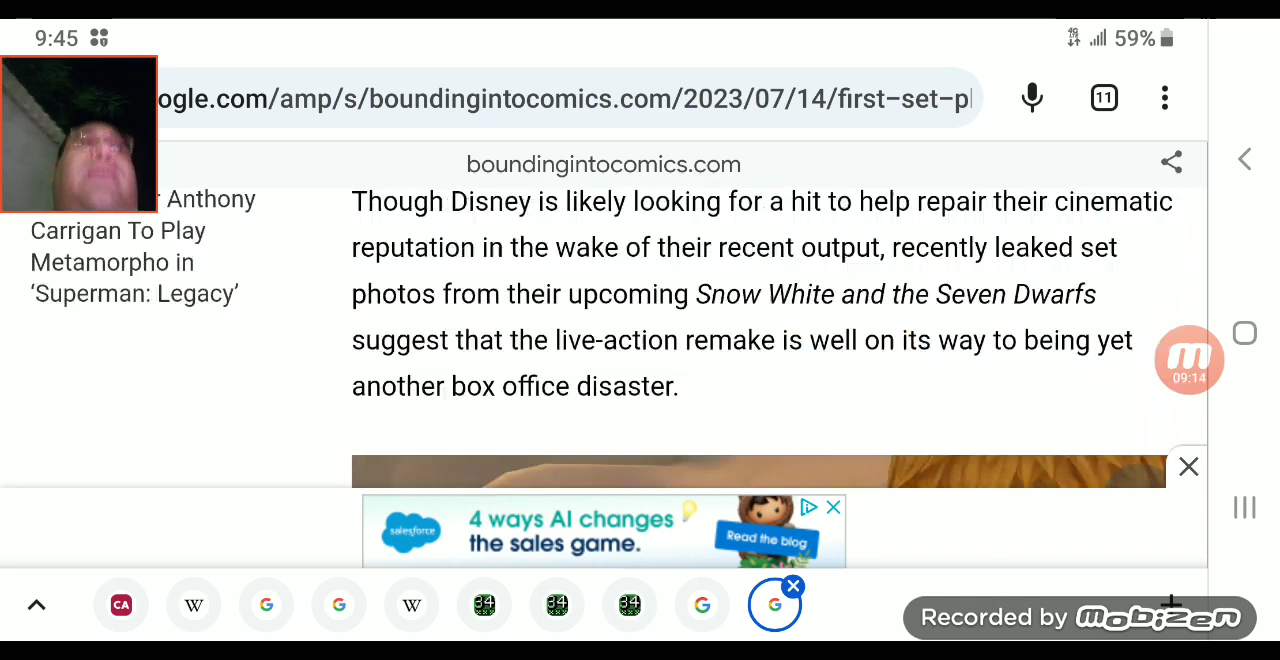 9:45
59%
ogle.com/amp/s/boundingintocomics.com/2023/07/14/first-set-pl
11
boundingintocomics.com
Anthony
Carrigan To Play
Metamorpho in
‘Superman: Legacy’
Though Disney is likely looking for a hit to help repair their cinematic
reputation in the wake of their recent output, recently leaked set
photos from their upcoming Snow White and the Seven Dwarfs
suggest that the live-action remake is well on its way to being yet
another box office disaster.
09:14
salesforce
4 ways AI changes
the sales game.
Read the blog
CA
W
G
G
W
34
34
34
G
G
Recorded by mobizen